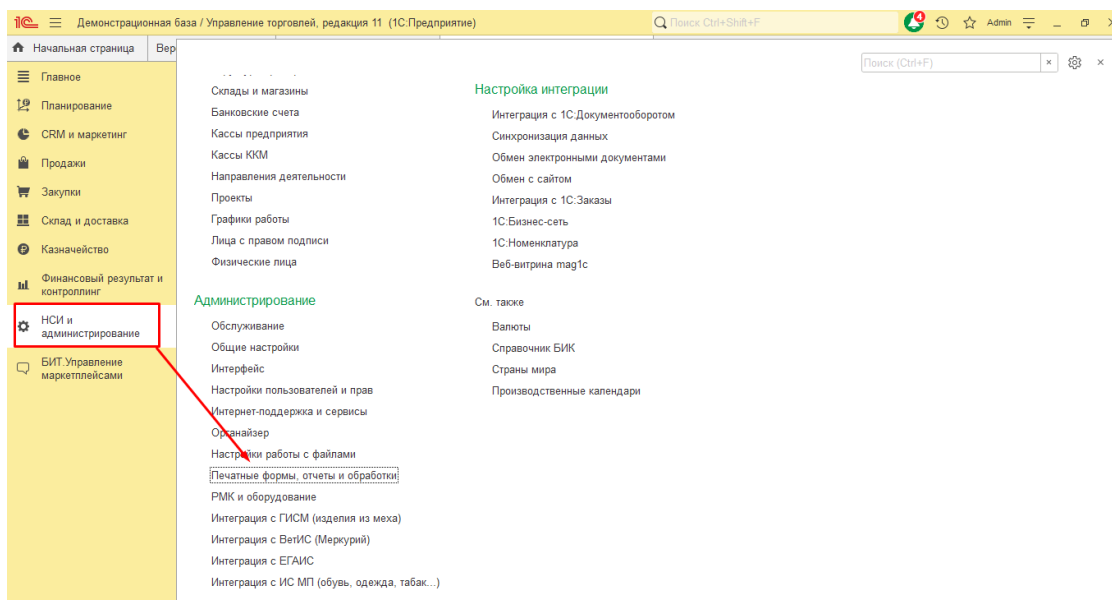 Демонстрационная база / Управление торговлей, редакция 11 (1С:Предприятие)
Поиск Ctrl+Shift+F
4
Admin
Начальная страница
Вер
Поиск (Ctrl+F)
Главное
Планирование
CRM и маркетинг
Продажи
Закупки
Склад и доставка
Казначейство
Финансовый результат и
контроллинг
НСИ и
администрирование
БИТ.Управление
маркетплейсами
Склады и магазины
Банковские счета
Кассы предприятия
Кассы ККМ
Направления деятельности
Проекты
Графики работы
Лица с правом подписи
Физические лица
Администрирование
Обслуживание
Общие настройки
Интерфейс
Настройки пользователей и прав
Интернет-поддержка и сервисы
Органайзер
Настройки работы с файлами
Печатные формы, отчеты и обработки
РМК и оборудование
Интеграция с ГИСМ (изделия из меха)
Интеграция с ВетИС (Меркурий)
Интеграция с ЕГАИС
Интеграция с ИС МП (обувь, одежда, табак...)
Настройка интеграции
Интеграция с 1С:Документооборотом
Синхронизация данных
Обмен электронными документами
Обмен с сайтом
Интеграция с 1С:Заказы
1С:Бизнес-сеть
1С:Номенклатура
Веб-витрина mag1c
См. также
Валюты
Справочник БИК
Страны мира
Производственные календари